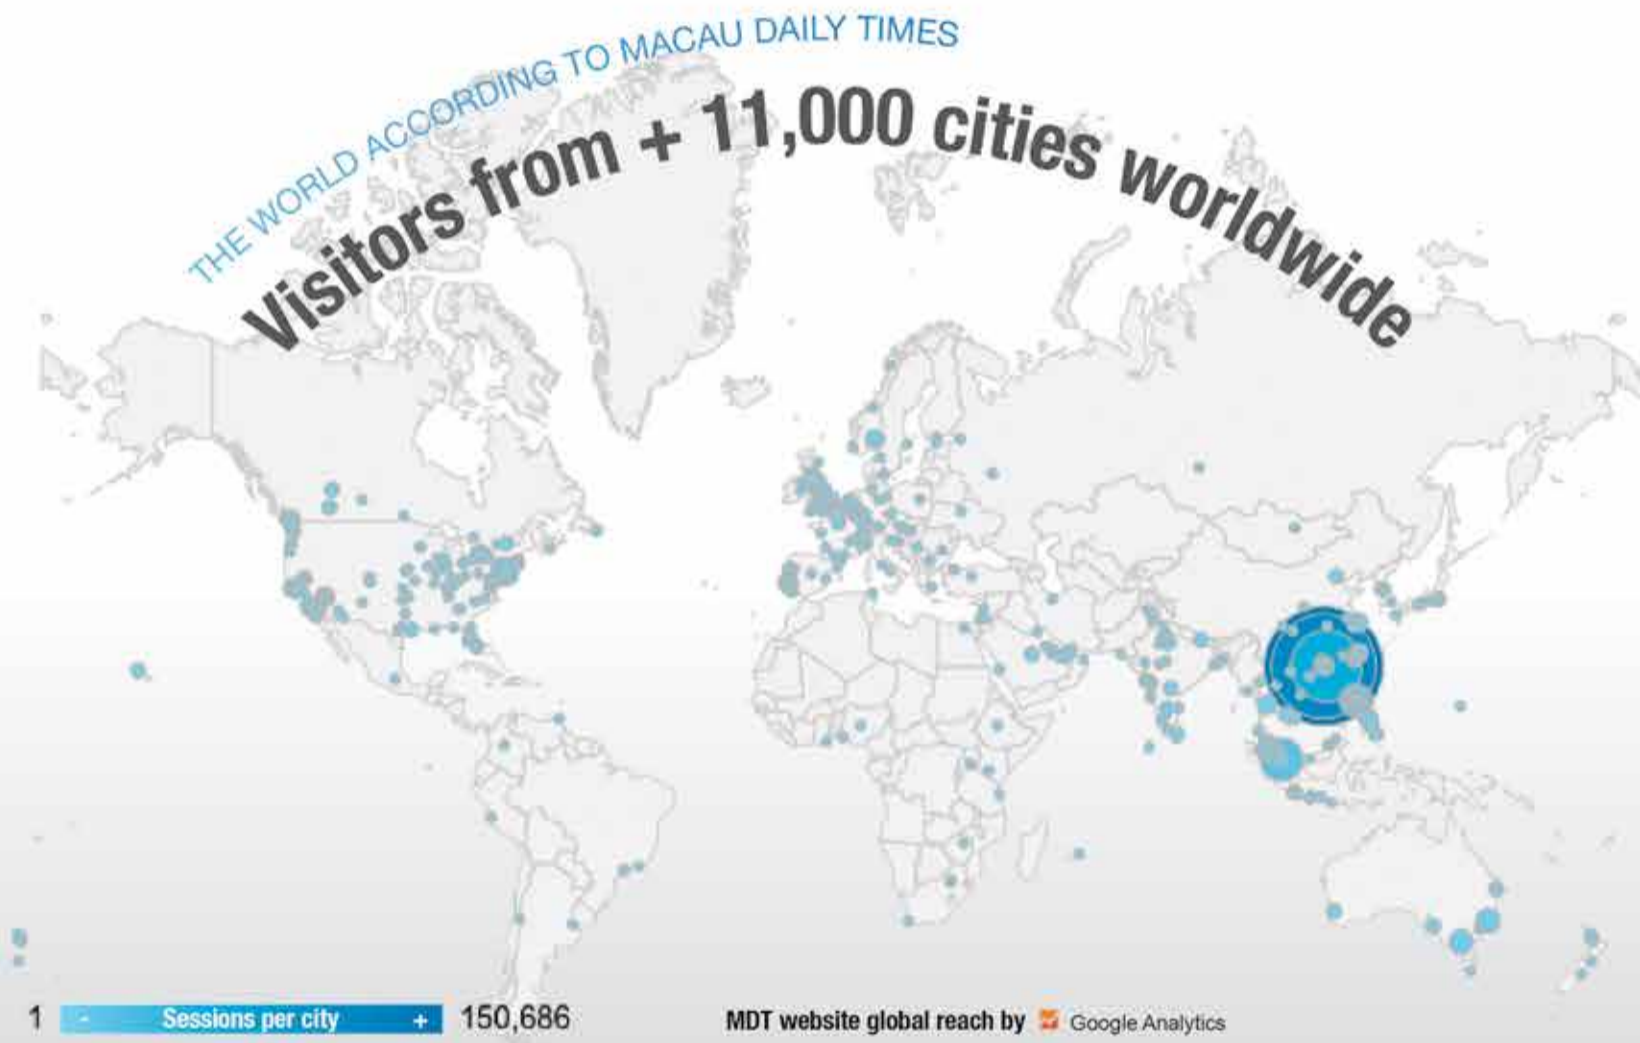 THE WORLD ACCORDING TO MACAU DAILY TIMES
Visitors from + 11,000 cities worldwide
1 - Sessions per city + 150,686
MDT website global reach by Google Analytics